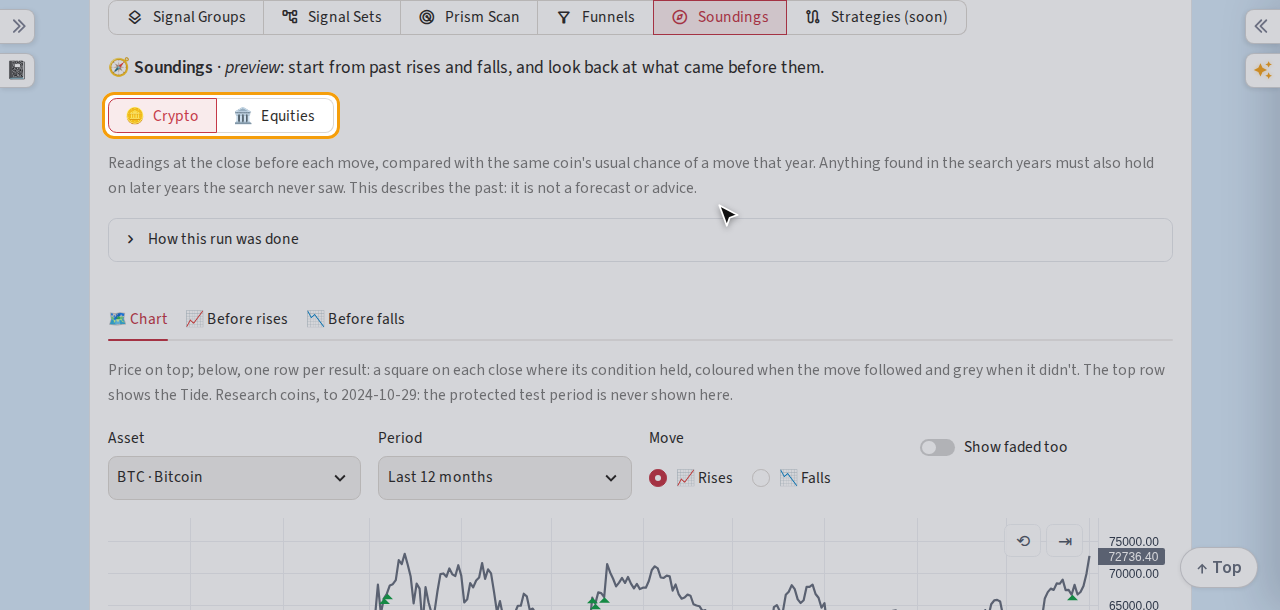 Signal Groups
Signal Sets
Prism Scan
Funnels
Soundings
Strategies (soon)
Soundings · preview: start from past rises and falls, and look back at what came before them.
Crypto
Equities
Readings at the close before each move, compared with the same coin's usual chance of a move that year. Anything found in the search years must also hold
on later years the search never saw. This describes the past: it is not a forecast or advice.
How this run was done
Chart
Before rises
Before falls
Price on top; below, one row per result: a square on each close where its condition held, coloured when the move followed and grey when it didn't. The top row
shows the Tide. Research coins, to 2024-10-29: the protected test period is never shown here.
Asset
Period
Move
Show faded too
BTC · Bitcoin
Last 12 months
Rises
Falls
75000.00
72736.40
70000.00
65000.00
Top